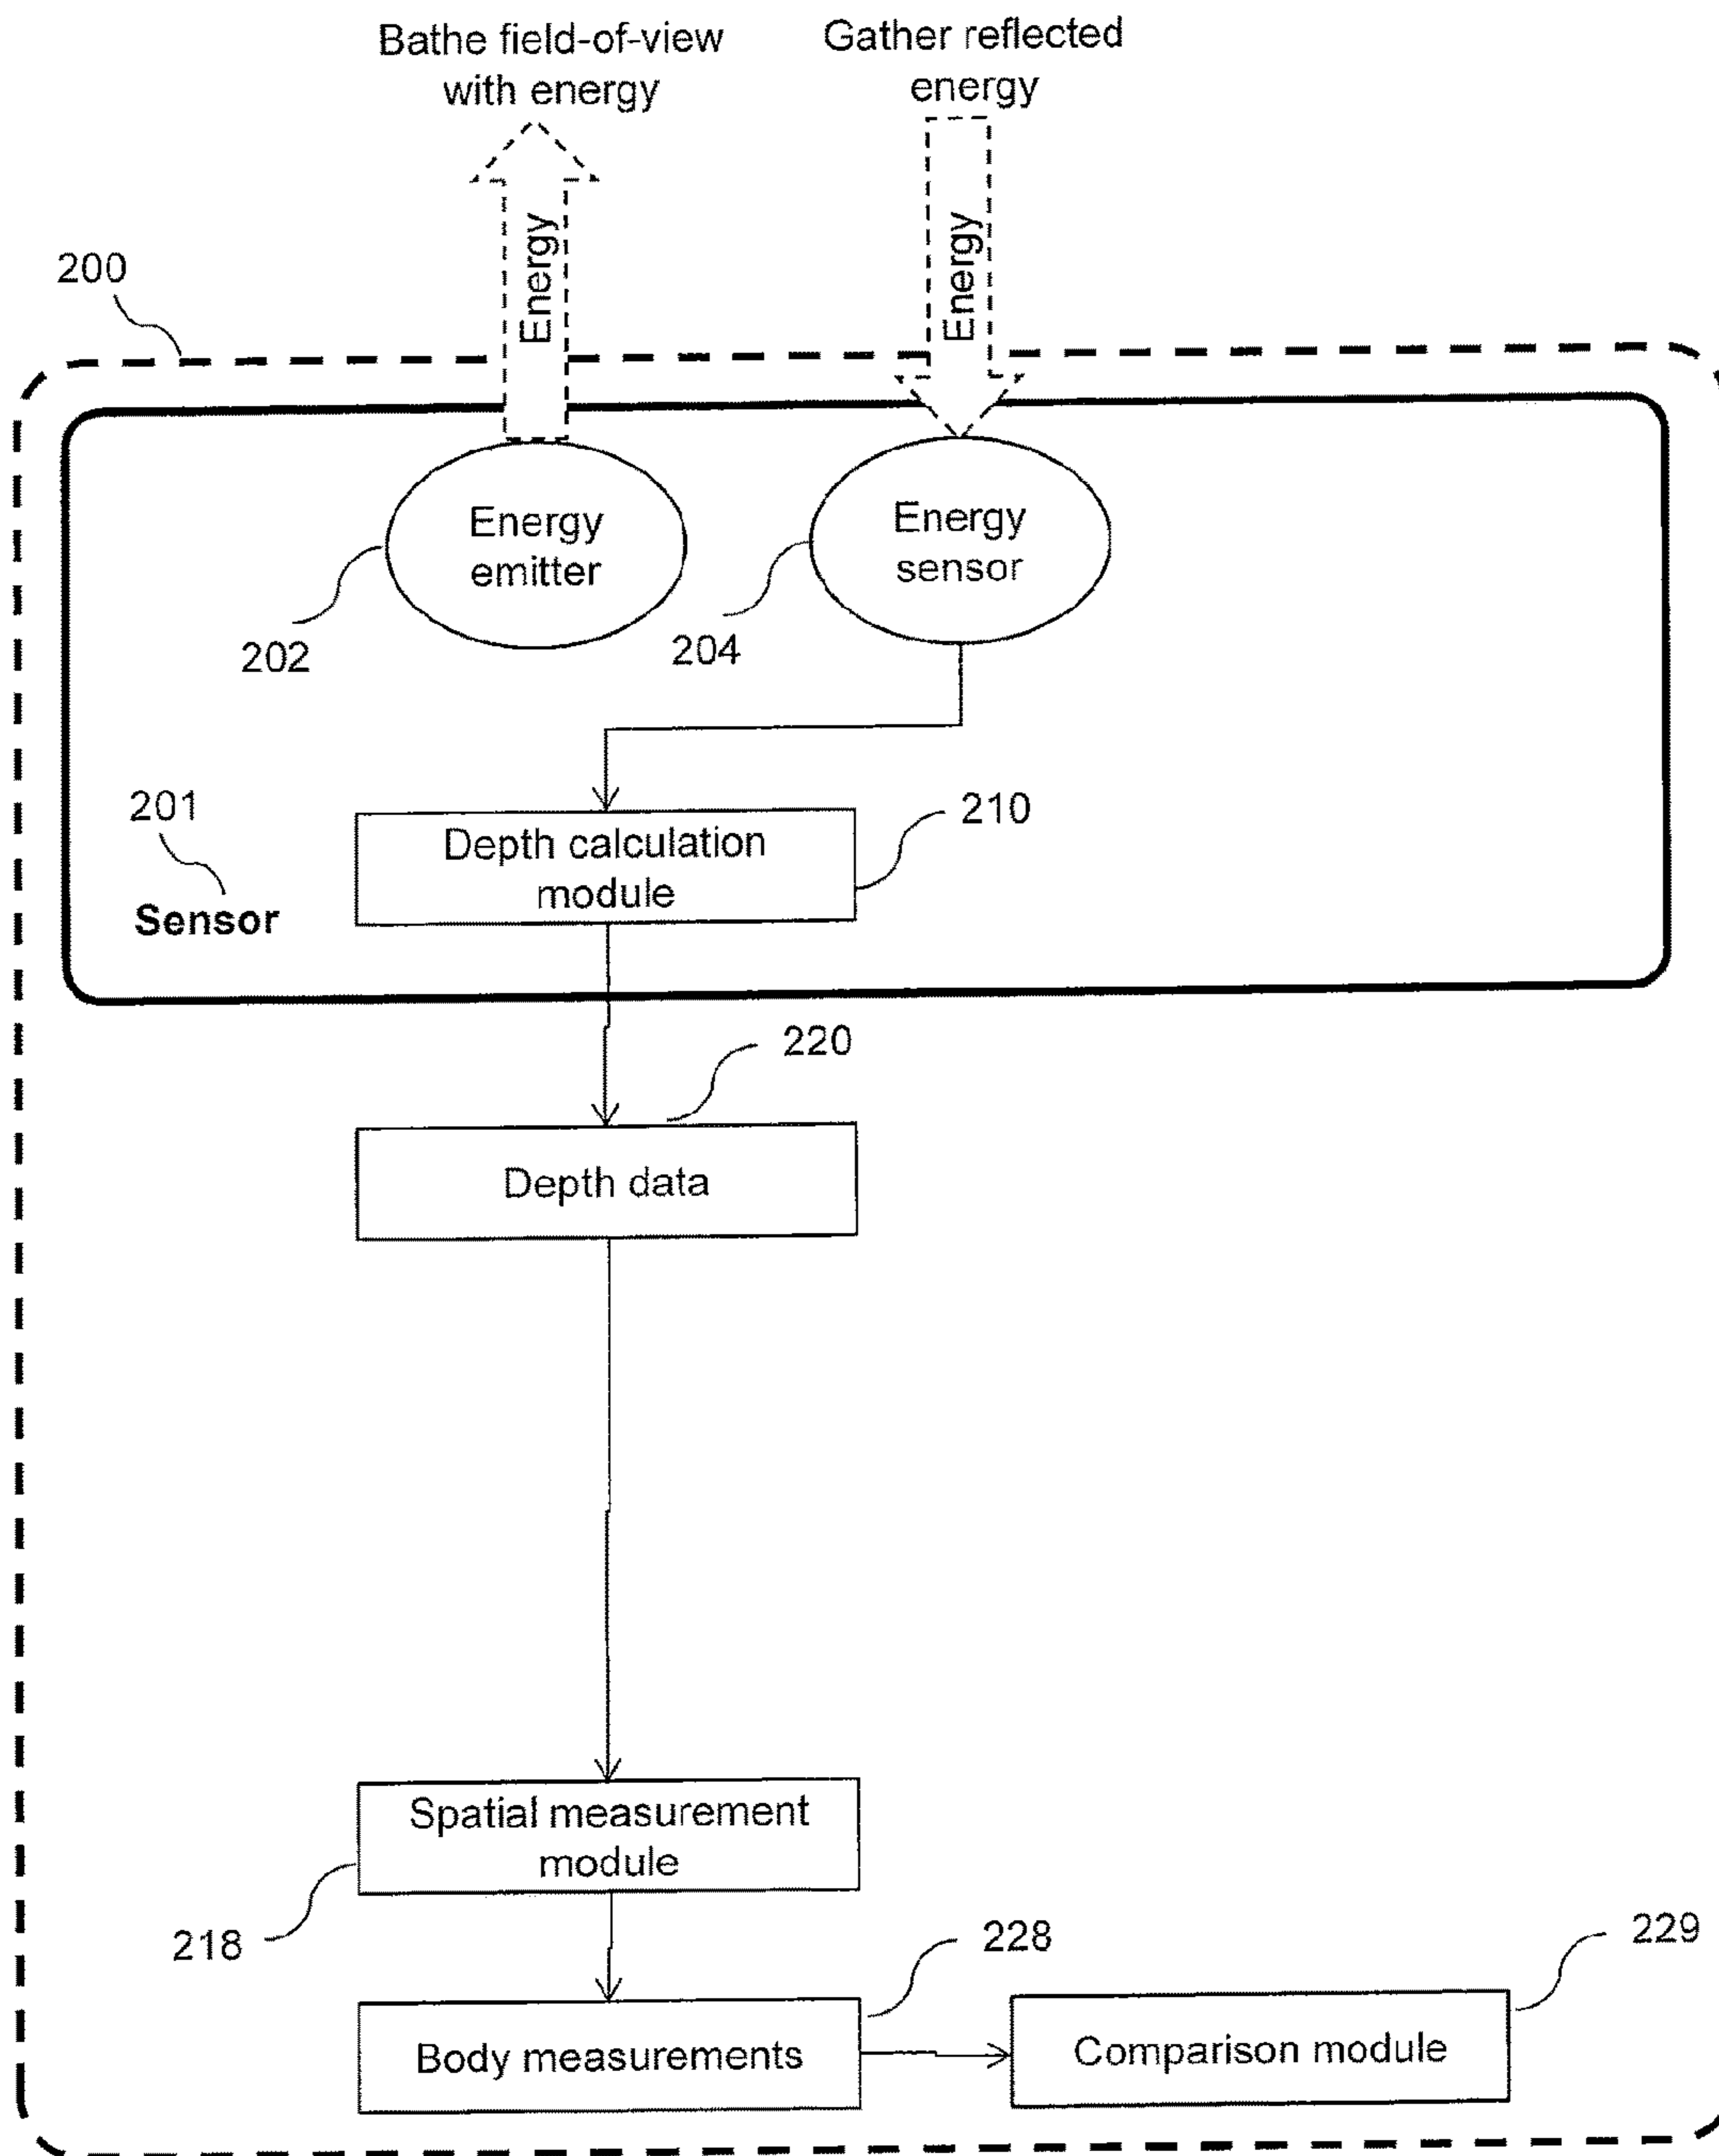 Bathe field-of-view
with energy
Gather reflected
energy
Energy
Energy
200
Energy
emitter
Energy
sensor
202
204
201
Sensor
Depth calculation
module
210
220
Depth data
Spatial measurement
module
218
228
229
Body measurements
Comparison module